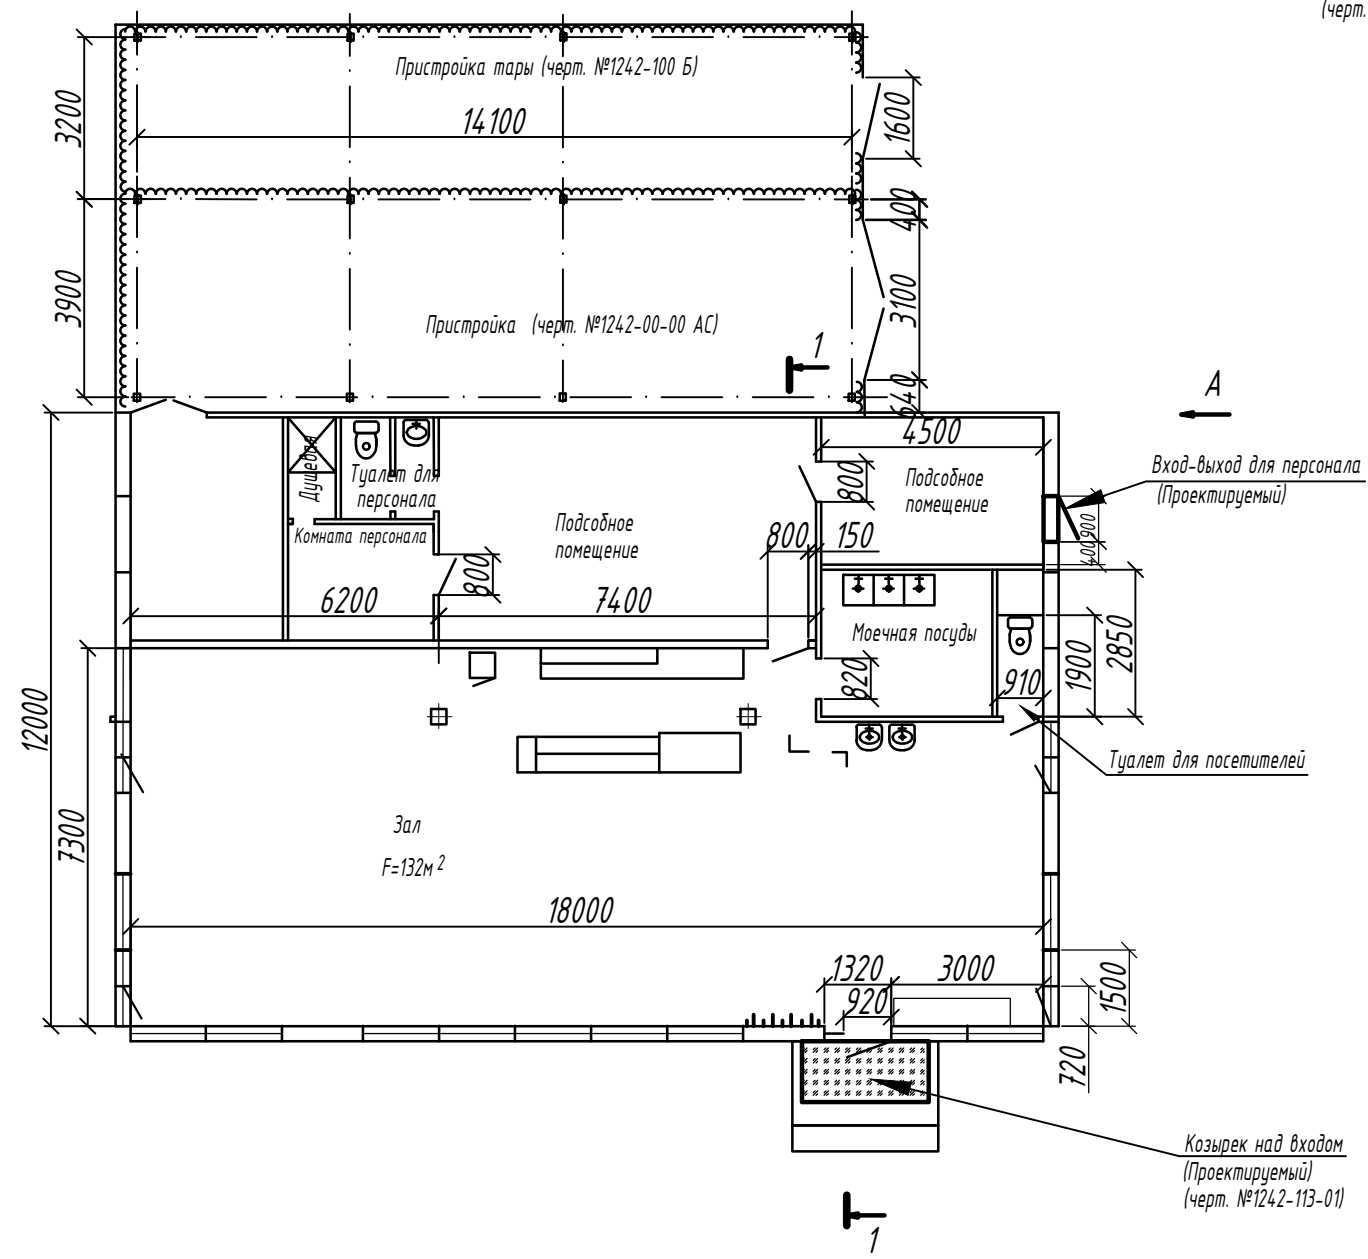 (черт.
Пристройка тары (черт. №1242-100 Б)
3200
14100
1600
400
3900
3100
Пристройка (черт. №1242-00-00 АС)
1
640
А
4500
Вход-выход для персонала
(Проектируемый)
Душевая
Туалет для
персонала
800
Подсобное
помещение
900
400
Комната персонала
Подсобное
помещение
800
150
800
6200
7400
Моечная посуды
820
910
1900
2850
12000
7300
Туалет для посетителей
Зал
F=132м 2
18000
1320
3000
920
1500
720
Козырек над входом
(Проектируемый)
(черт. №1242-113-01)
1